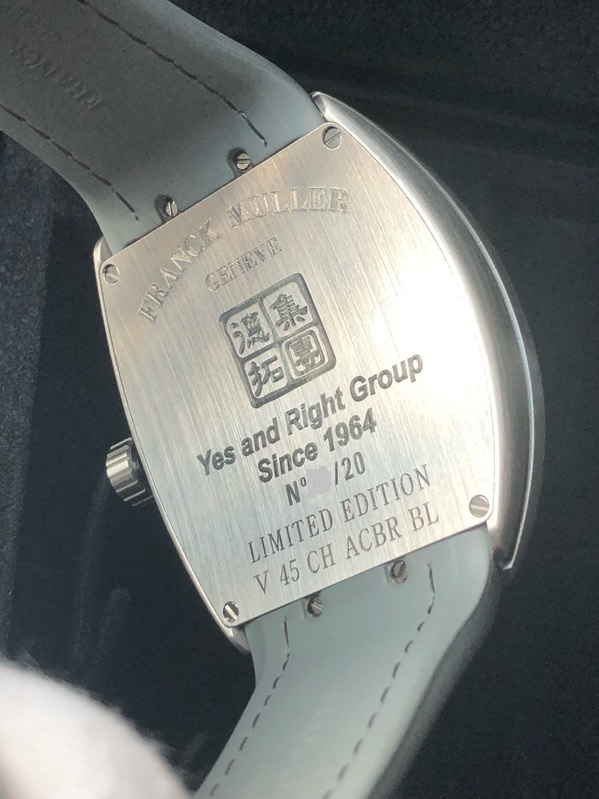 FRANCK MULLER
GENEVE
集
拓團
Yes and Right Group
Since 1964
N° /20
LIMITED EDITION
V 45 CH ACBR BL